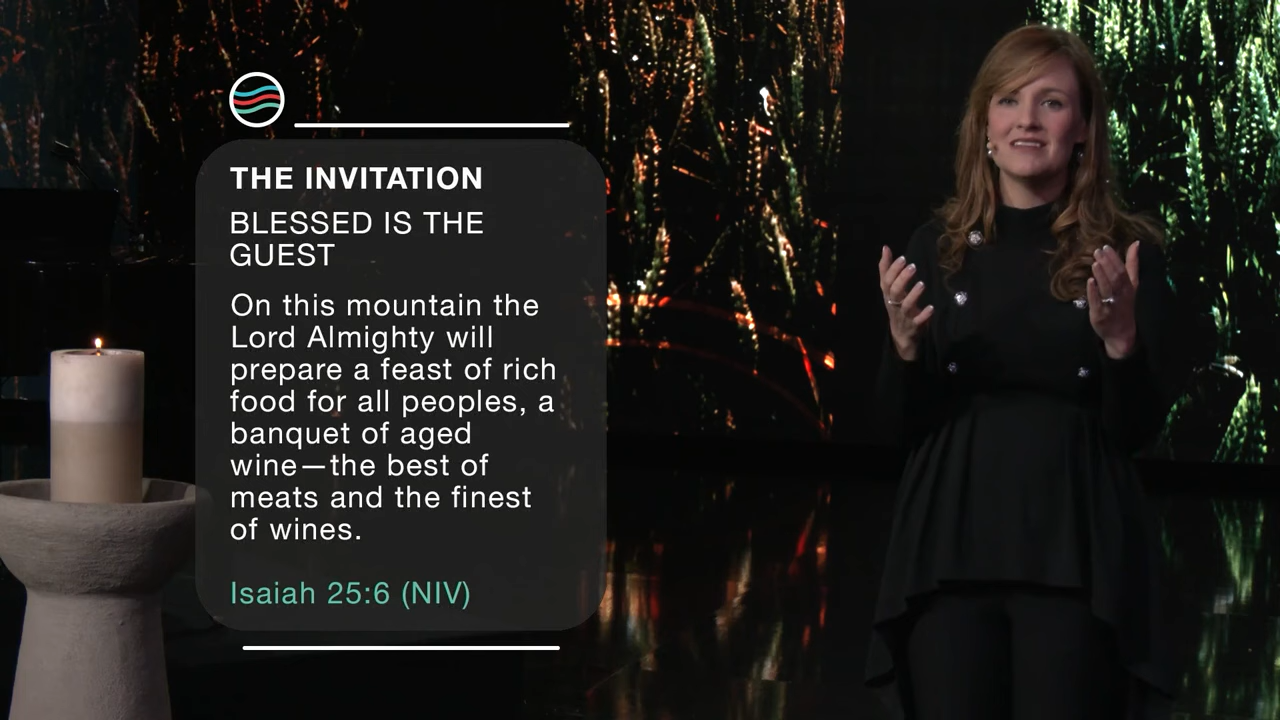 THE INVITATION
BLESSED IS THE
GUEST
On this mountain the
Lord Almighty will
prepare a feast of rich
food for all peoples, a
banquet of aged
wine—the best of
meats and the finest
of wines.
Isaiah 25:6 (NIV)